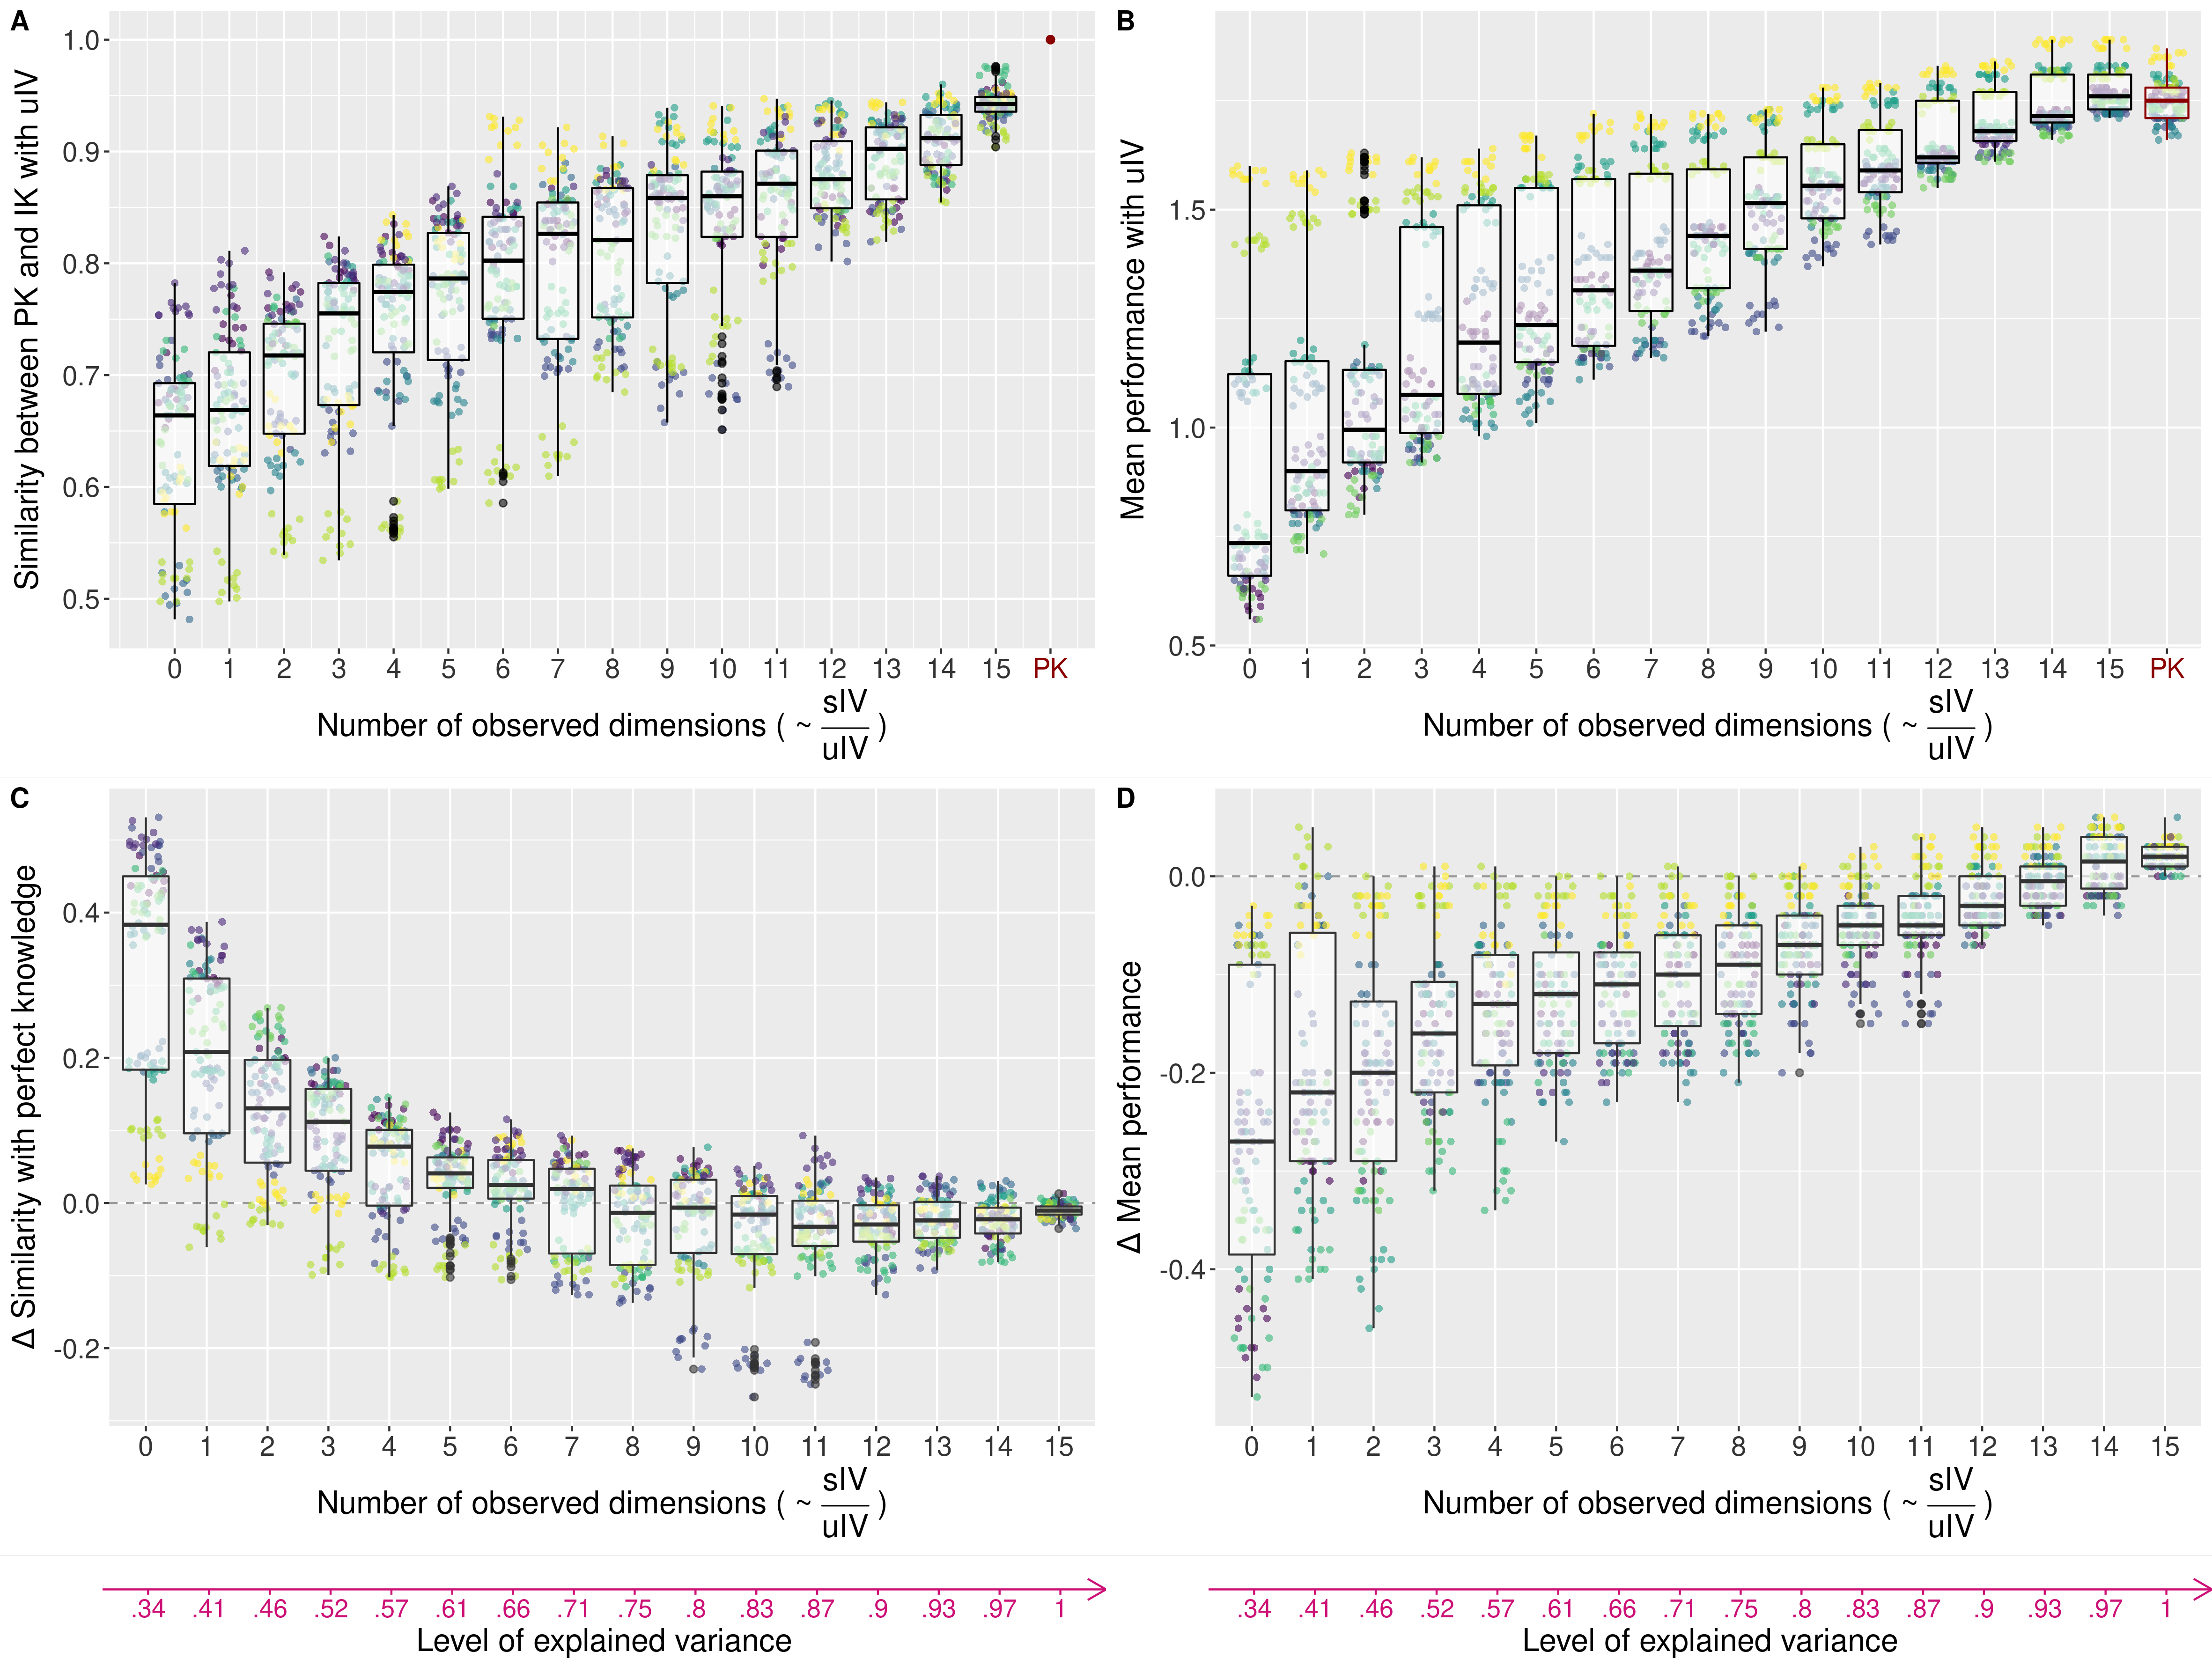 A
Similarity between PK and IK with uIV
1.0
0.9
0.8
0.7
0.6
0.5
0 1 2 3 4 5 6 7 8 9 10 11 12 13 14 15 PK
Number of observed dimensions ( ~ sIV / uIV )
B
Mean performance with uIV
1.5
1.0
0.5
0 1 2 3 4 5 6 7 8 9 10 11 12 13 14 15 PK
Number of observed dimensions ( ~ sIV / uIV )
C
Δ Similarity with perfect knowledge
0.4
0.2
0.0
-0.2
0 1 2 3 4 5 6 7 8 9 10 11 12 13 14 15
Number of observed dimensions ( ~ sIV / uIV )
D
Δ Mean performance
0.0
-0.2
-0.4
0 1 2 3 4 5 6 7 8 9 10 11 12 13 14 15
Number of observed dimensions ( ~ sIV / uIV )
.34 .41 .46 .52 .57 .61 .66 .71 .75 .8 .83 .87 .9 .93 .97 1
Level of explained variance
.34 .41 .46 .52 .57 .61 .66 .71 .75 .8 .83 .87 .9 .93 .97 1
Level of explained variance